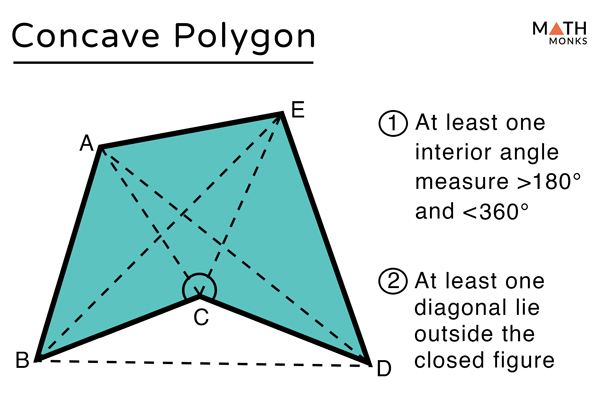 Concave Polygon
MATH
MONKS
A
E
B
C
D
1 At least one
interior angle
measure >180°
and <360°
2 At least one
diagonal lie
outside the
closed figure